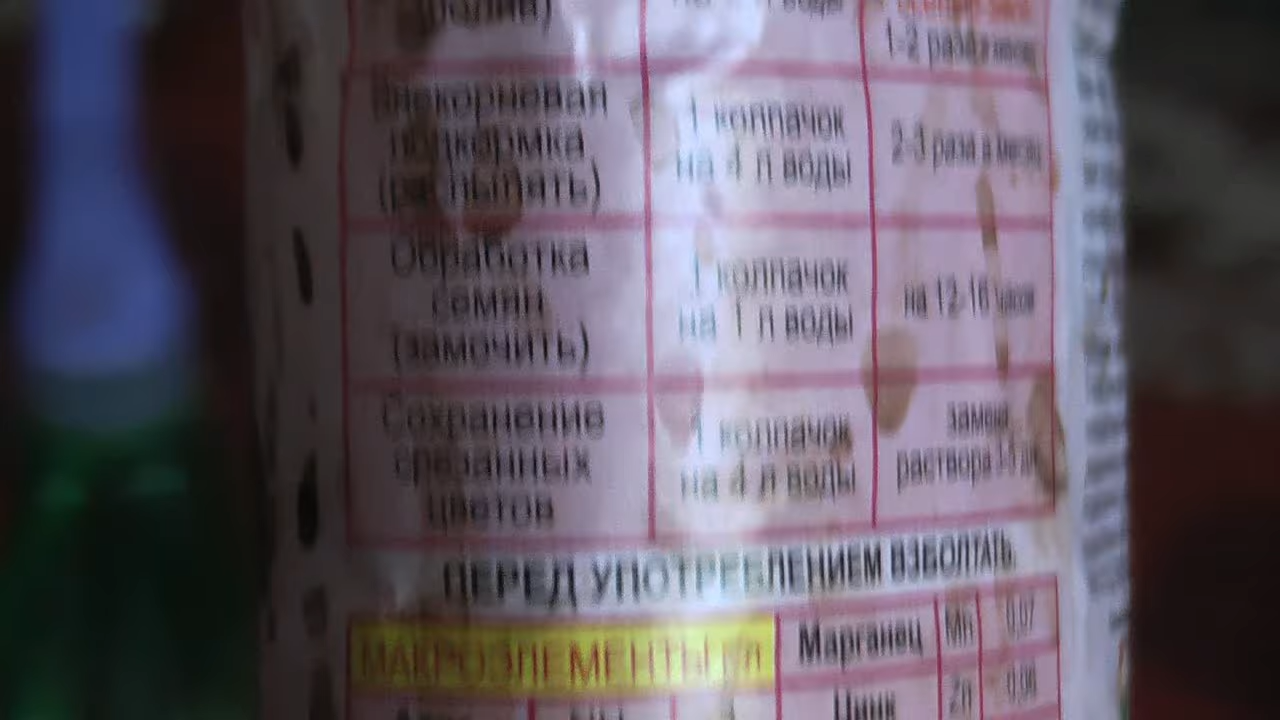 (полив)
1-2 раза в месяц
Внекорневая
подкормка
(распылять)
1 колпачок
на 4 л воды
2-3 раза в месяц
Обработка
семян
(замочить)
1 колпачок
на 1 л воды
на 12-16 часов
Сохранение
срезанных
цветов
1 колпачок
на 4 л воды
замена
раствора
ПЕРЕД УПОТРЕБЛЕНИЕМ ВЗБОЛТАТЬ
МАКРОЭЛЕМЕНТЫ г/л
Марганец Mn 0,07
Цинк Zn 0,06